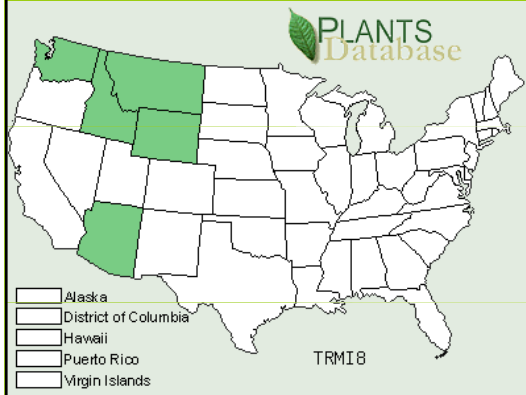 PLANTS
Database
Alaska
District of Columbia
Hawaii
Puerto Rico
Virgin Islands
TRMI8